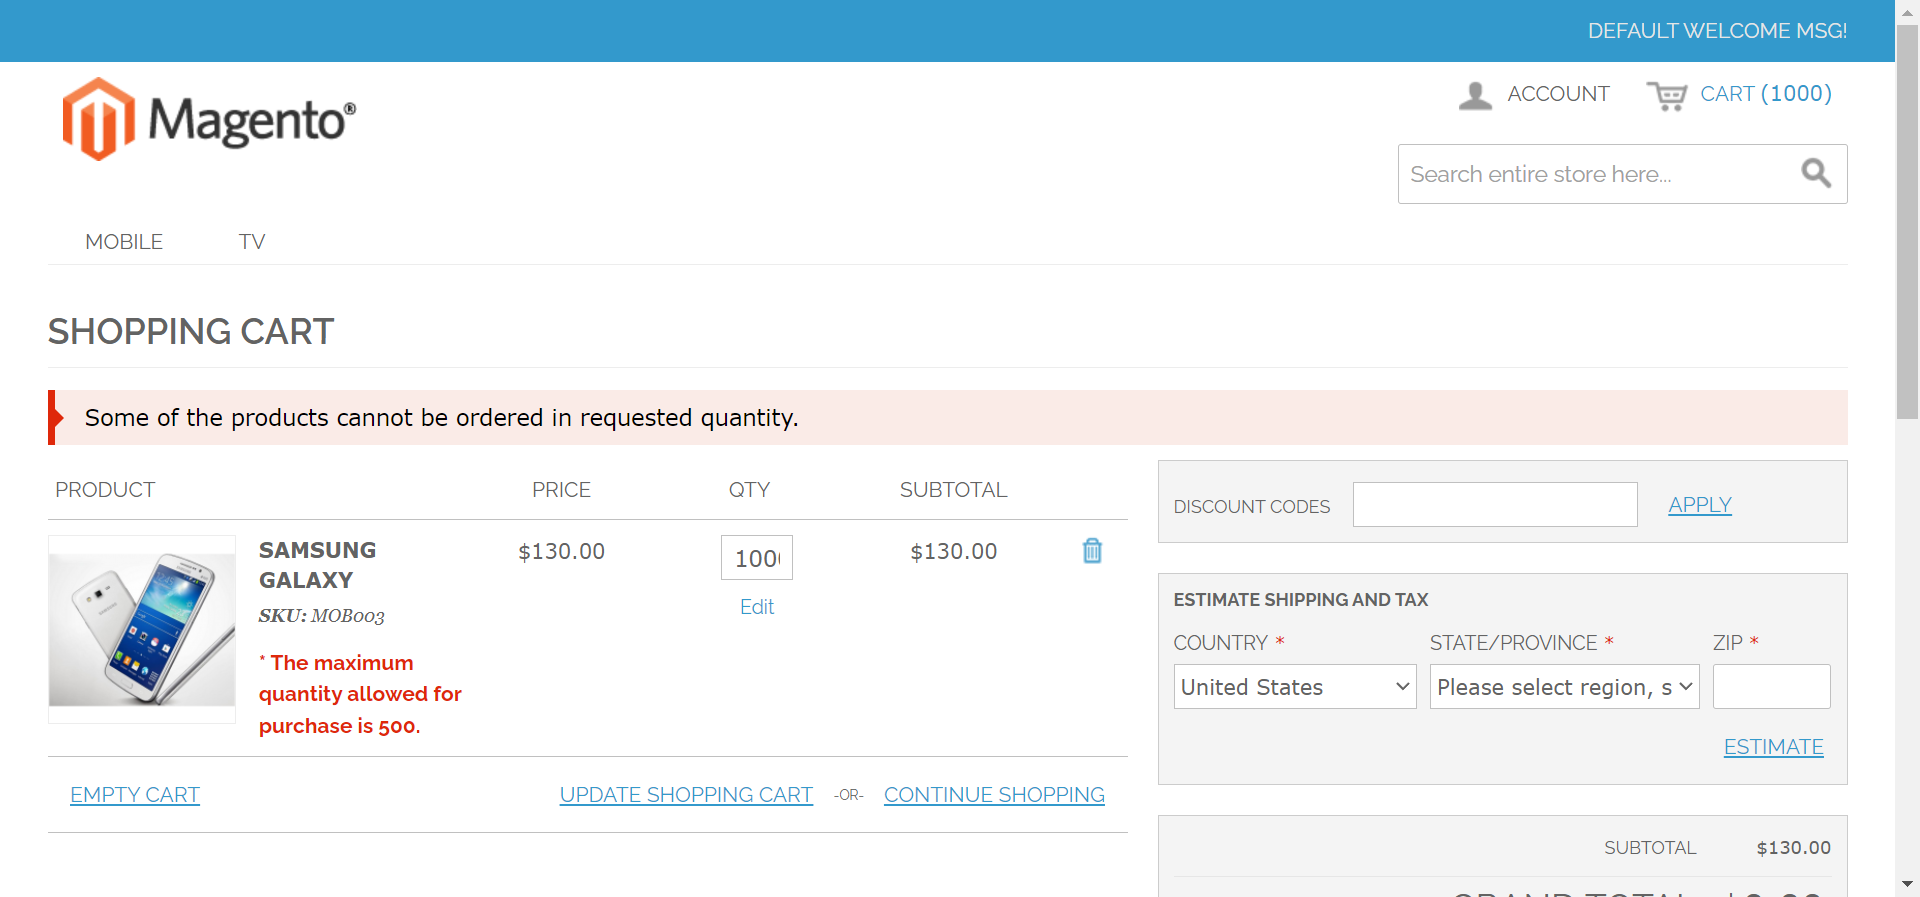 DEFAULT WELCOME MSG!
Magento®
ACCOUNT
CART (1000)
Search entire store here...
MOBILE
TV
SHOPPING CART
Some of the products cannot be ordered in requested quantity.
PRODUCT PRICE QTY SUBTOTAL
SAMSUNG
GALAXY
SKU: MOB003
* The maximum
quantity allowed for
purchase is 500.
$130.00
1000
Edit
$130.00
EMPTY CART
UPDATE SHOPPING CART -OR- CONTINUE SHOPPING
DISCOUNT CODES
APPLY
ESTIMATE SHIPPING AND TAX
COUNTRY * STATE/PROVINCE * ZIP *
United States
Please select region, s
ESTIMATE
SUBTOTAL $130.00
GRAND TOTAL